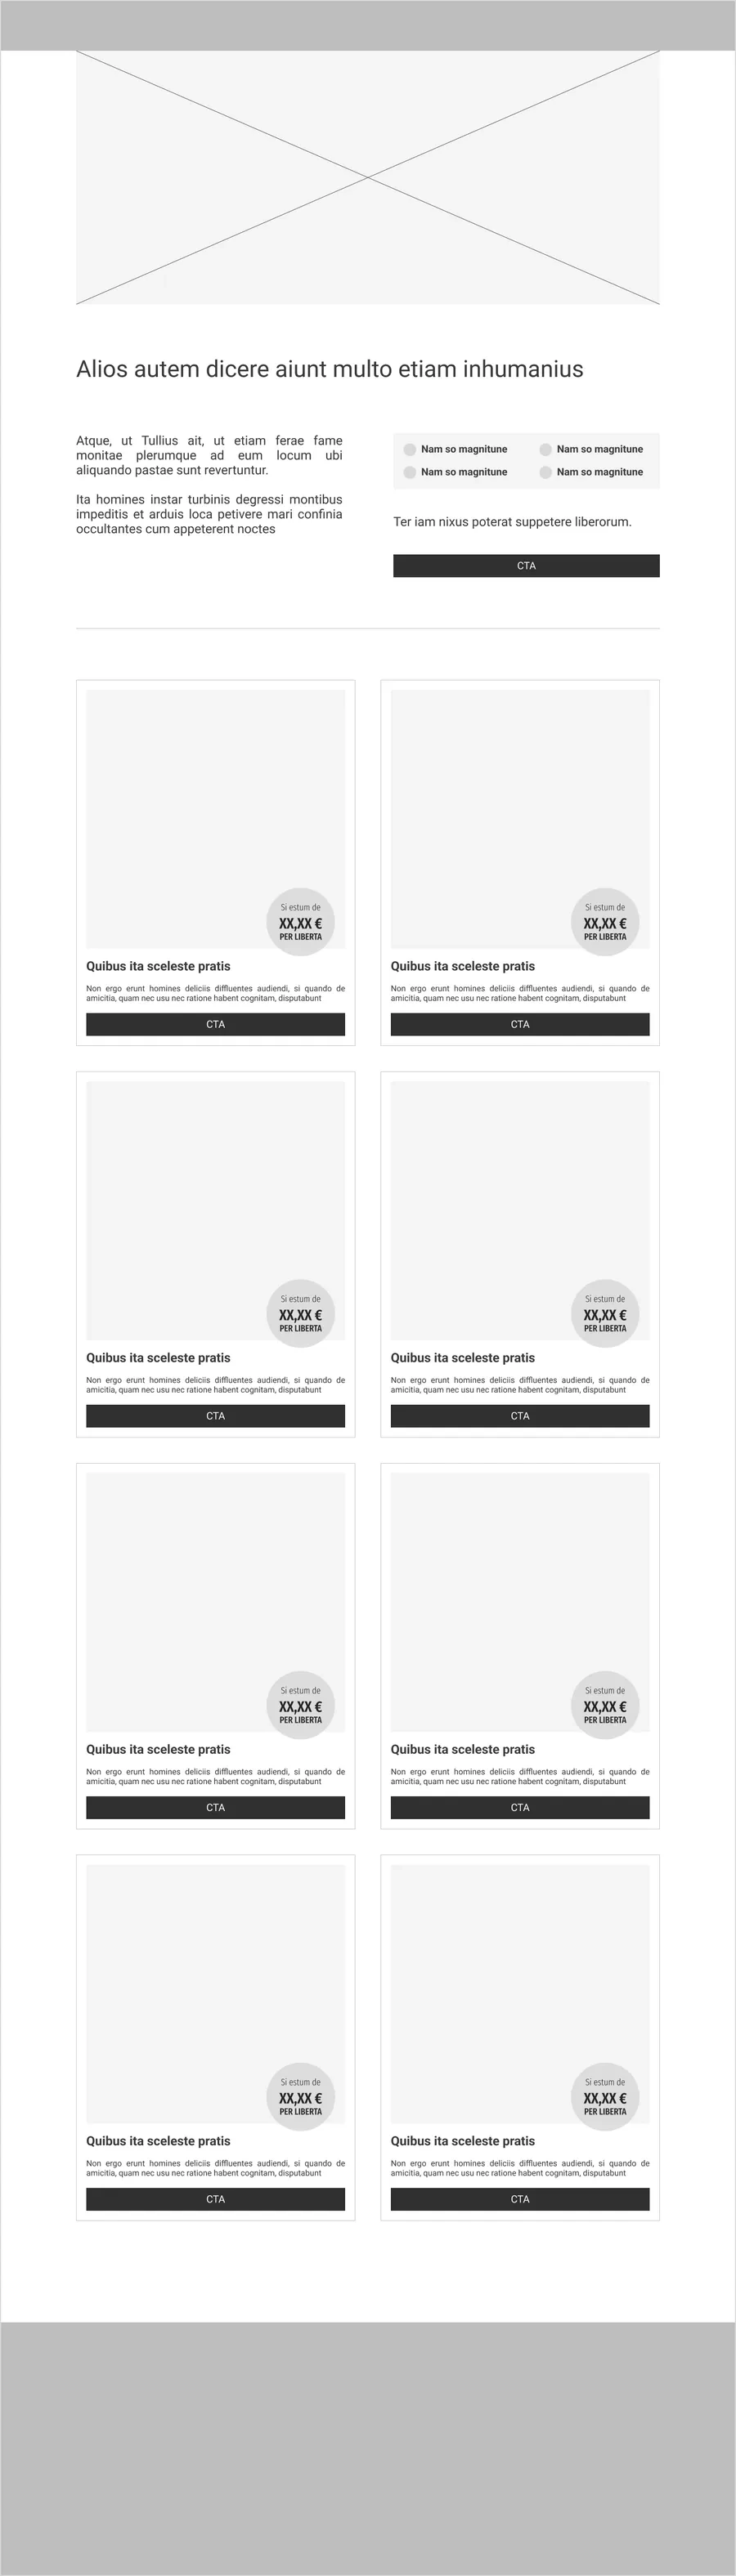 Alios autem dicere aiunt multo etiam inhumanius
Atque, ut Tullius ait, ut etiam ferae fame
monitae plerumque ad eum locum ubi
aliquando pastae sunt revertuntur.
Ita homines instar turbinis degressi montibus
impeditis et arduis loca petivere mari confinia
occultantes cum appeterent noctes
Nam so magnitune
Nam so magnitune
Nam so magnitune
Nam so magnitune
Ter iam nixus poterat suppetere liberorum.
CTA
Si estum de
XX,XX €
PER LIBERTA
Quibus ita sceleste pratis
Non ergo erunt homines deliciis diffluentes audiendi, si quando de
amicitia, quam nec usu nec ratione habent cognitam, disputabunt
CTA
Si estum de
XX,XX €
PER LIBERTA
Quibus ita sceleste pratis
Non ergo erunt homines deliciis diffluentes audiendi, si quando de
amicitia, quam nec usu nec ratione habent cognitam, disputabunt
CTA
Si estum de
XX,XX €
PER LIBERTA
Quibus ita sceleste pratis
Non ergo erunt homines deliciis diffluentes audiendi, si quando de
amicitia, quam nec usu nec ratione habent cognitam, disputabunt
CTA
Si estum de
XX,XX €
PER LIBERTA
Quibus ita sceleste pratis
Non ergo erunt homines deliciis diffluentes audiendi, si quando de
amicitia, quam nec usu nec ratione habent cognitam, disputabunt
CTA
Si estum de
XX,XX €
PER LIBERTA
Quibus ita sceleste pratis
Non ergo erunt homines deliciis diffluentes audiendi, si quando de
amicitia, quam nec usu nec ratione habent cognitam, disputabunt
CTA
Si estum de
XX,XX €
PER LIBERTA
Quibus ita sceleste pratis
Non ergo erunt homines deliciis diffluentes audiendi, si quando de
amicitia, quam nec usu nec ratione habent cognitam, disputabunt
CTA
Si estum de
XX,XX €
PER LIBERTA
Quibus ita sceleste pratis
Non ergo erunt homines deliciis diffluentes audiendi, si quando de
amicitia, quam nec usu nec ratione habent cognitam, disputabunt
CTA
Si estum de
XX,XX €
PER LIBERTA
Quibus ita sceleste pratis
Non ergo erunt homines deliciis diffluentes audiendi, si quando de
amicitia, quam nec usu nec ratione habent cognitam, disputabunt
CTA